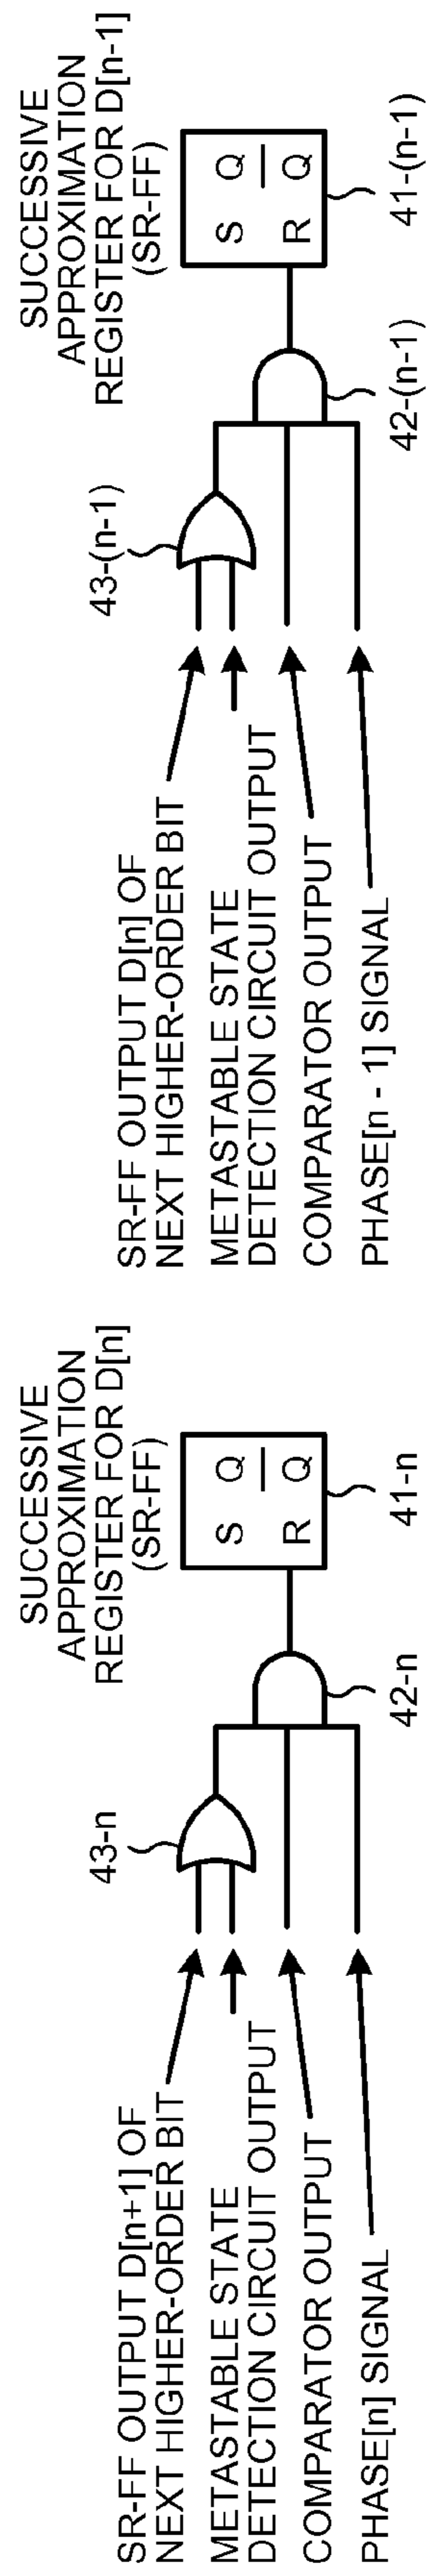 SUCCESSIVE
APPROXIMATION
REGISTER FOR D[n]
(SR-FF)
43-n
S Q
R Q
SR-FF OUTPUT D[n+1] OF
NEXT HIGHER-ORDER BIT
METASTABLE STATE
DETECTION CIRCUIT OUTPUT
COMPARATOR OUTPUT
PHASE[n] SIGNAL
42-n
41-n
SUCCESSIVE
APPROXIMATION
REGISTER FOR D[n-1]
(SR-FF)
43-(n-1)
S Q
R Q
SR-FF OUTPUT D[n] OF
NEXT HIGHER-ORDER BIT
METASTABLE STATE
DETECTION CIRCUIT OUTPUT
COMPARATOR OUTPUT
PHASE[n - 1] SIGNAL
42-(n-1)
41-(n-1)